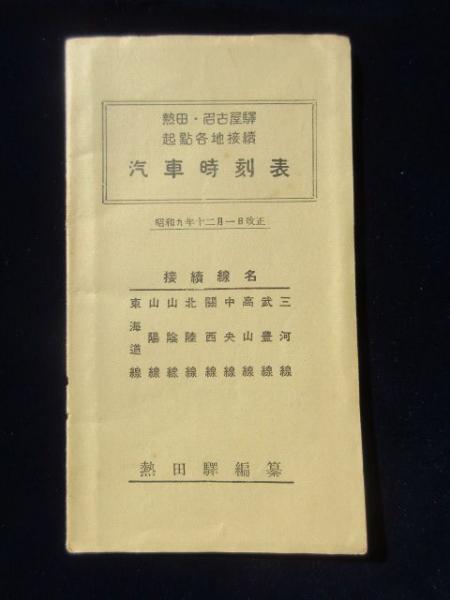 熱田・名古屋驛
起點各地接續
汽車時刻表
昭和九年十二月一日改正
接續線名
東海道線
山陽線
山陰線
北陸線
關西線
中央線
高山線
武豊線
三河線
熱田驛編纂